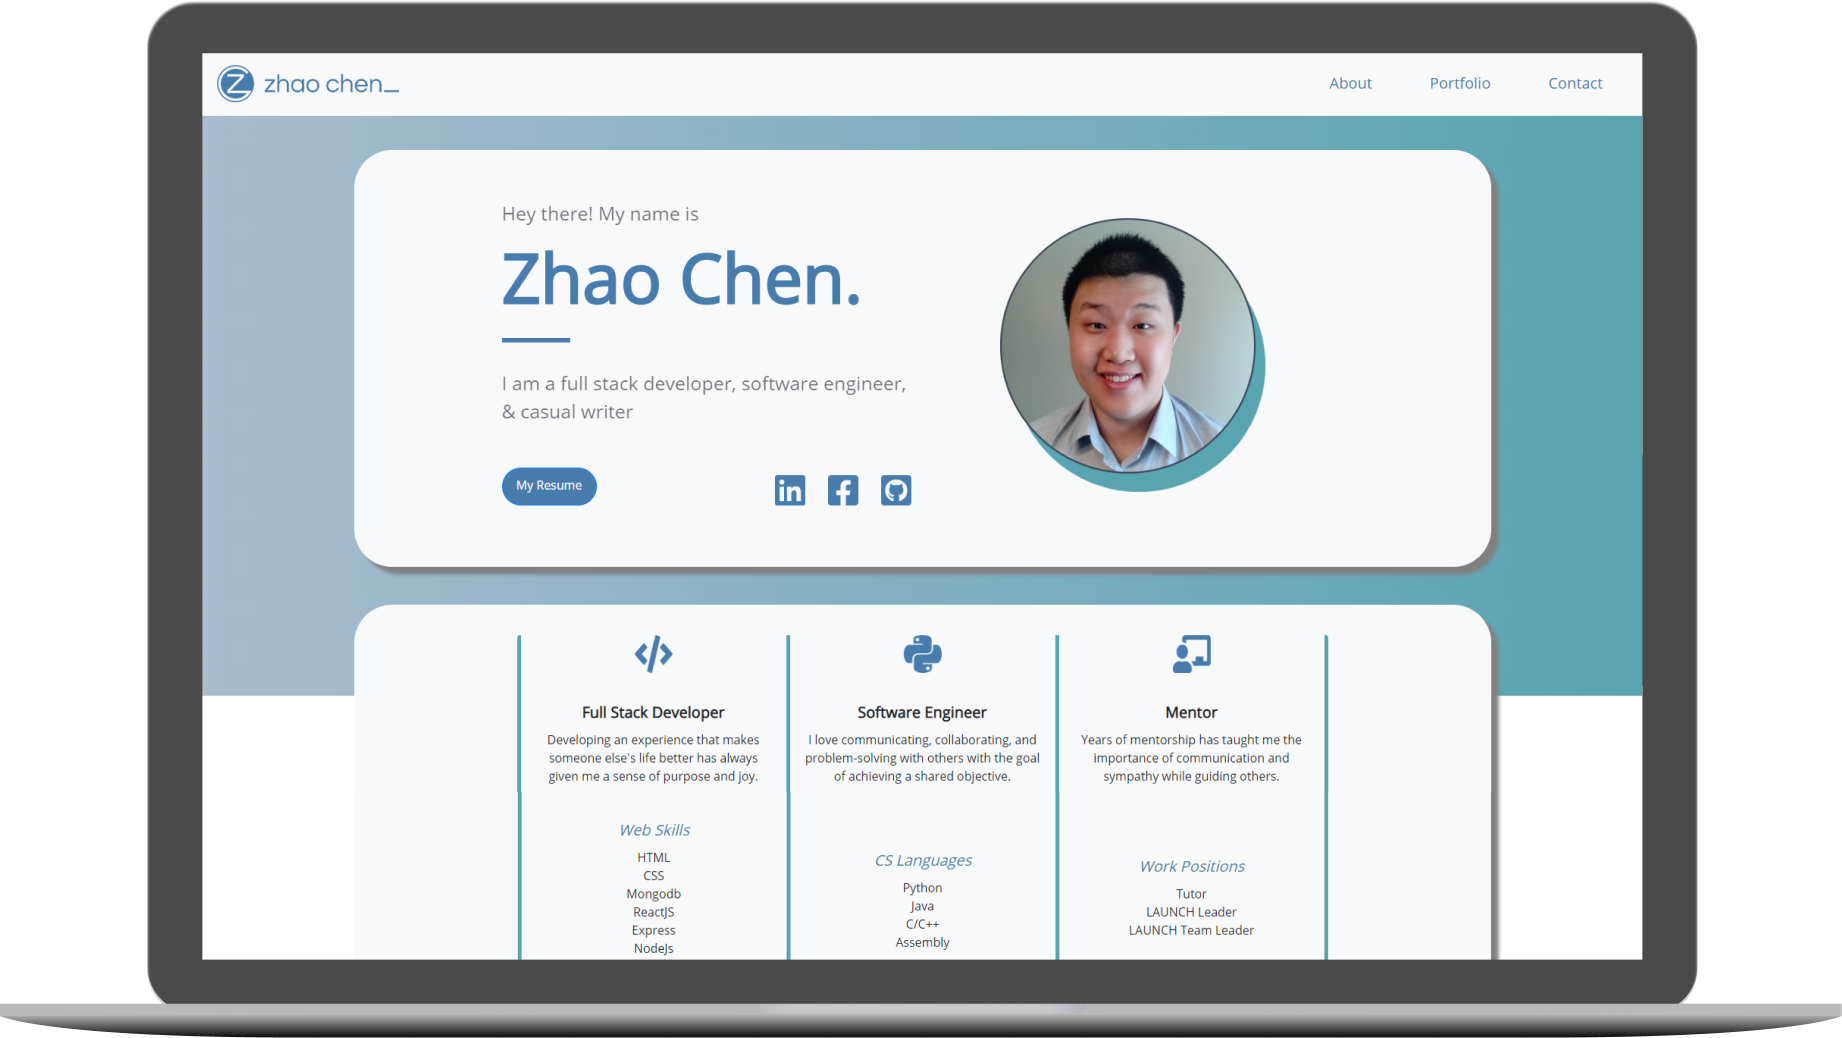 zhao chen_
About
Portfolio
Contact
Hey there! My name is
Zhao Chen.
I am a full stack developer, software engineer,
& casual writer
My Resume
Full Stack Developer
Developing an experience that makes
someone else's life better has always
given me a sense of purpose and joy.
Web Skills
HTML
CSS
Mongodb
ReactJS
Express
NodeJs
Software Engineer
I love communicating, collaborating, and
problem-solving with others with the goal
of achieving a shared objective.
CS Languages
Python
Java
C/C++
Assembly
Mentor
Years of mentorship has taught me the
importance of communication and
sympathy while guiding others.
Work Positions
Tutor
LAUNCH Leader
LAUNCH Team Leader